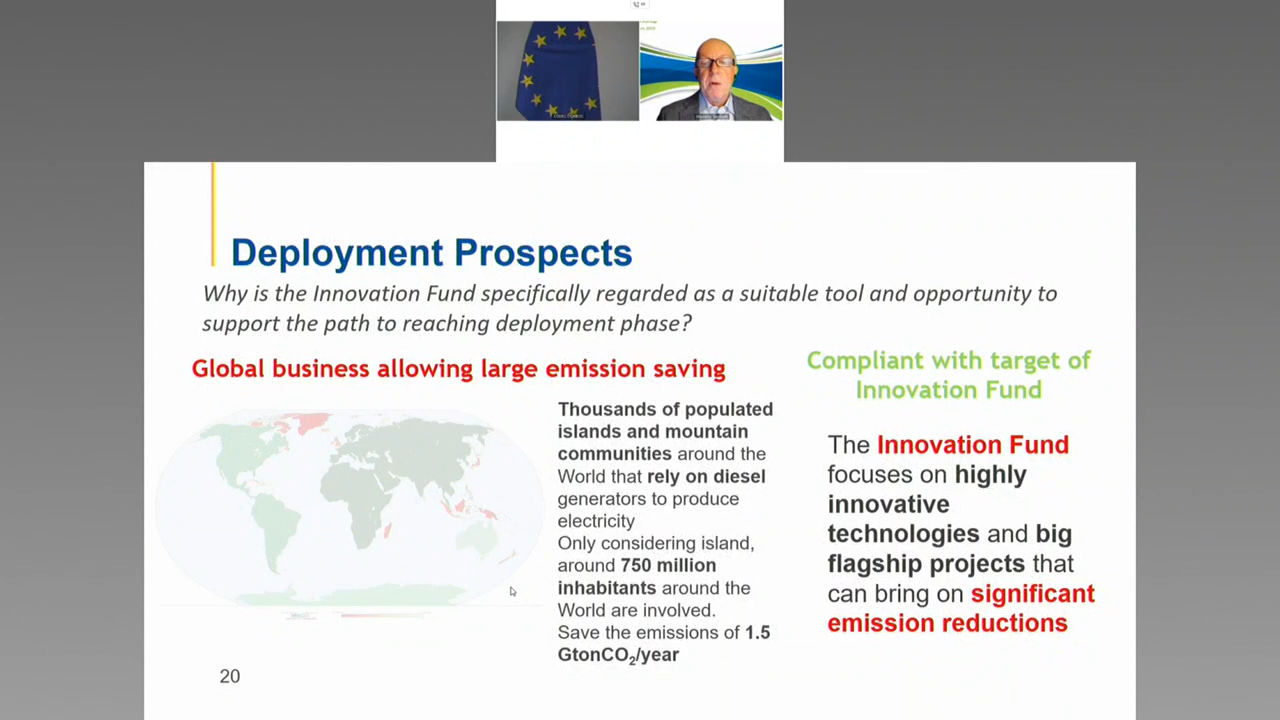 Deployment Prospects
Why is the Innovation Fund specifically regarded as a suitable tool and opportunity to
support the path to reaching deployment phase?
Global business allowing large emission saving
Thousands of populated
islands and mountain
communities around the
World that rely on diesel
generators to produce
electricity
Only considering island,
around 750 million
inhabitants around the
World are involved.
Save the emissions of 1.5
GtonCO₂/year
Compliant with target of
Innovation Fund
The Innovation Fund
focuses on highly
innovative
technologies and big
flagship projects that
can bring on significant
emission reductions
20